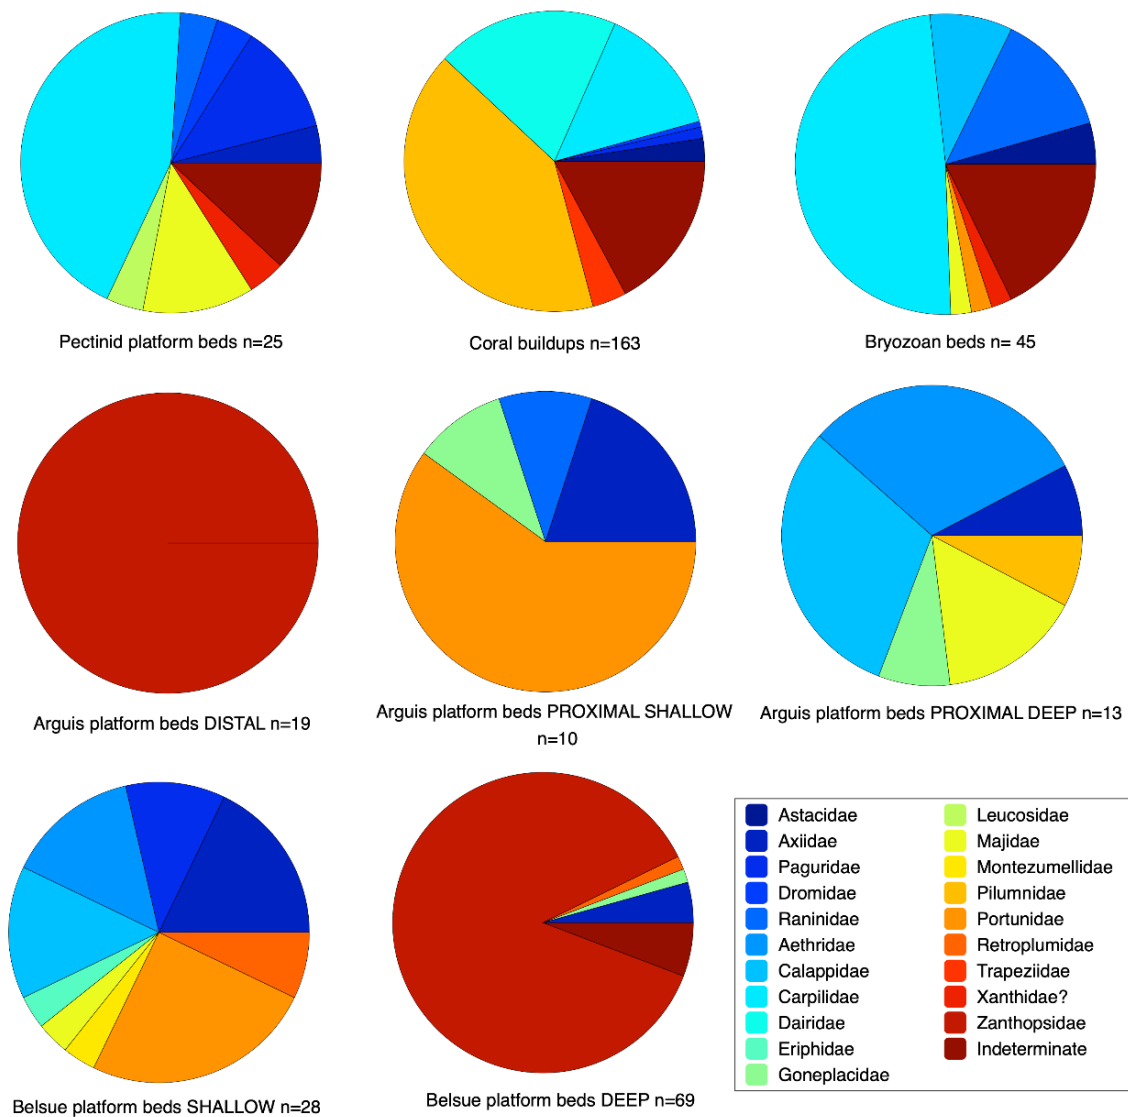 Pectinid platform beds n=25
Coral buildups n=163
Bryozoan beds n= 45
Arguis platform beds DISTAL n=19
Arguis platform beds PROXIMAL SHALLOW
n=10
Arguis platform beds PROXIMAL DEEP n=13
Belsue platform beds SHALLOW n=28
Belsue platform beds DEEP n=69
Astacidae
Axiidae
Paguridae
Dromidae
Raninidae
Aethridae
Calappidae
Carpilidae
Dairidae
Eriphidae
Goneplacidae
Leucosidae
Majidae
Montezumellidae
Pilumnidae
Portunidae
Retroplumidae
Trapeziidae
Xanthidae?
Zanthopsidae
Indeterminate